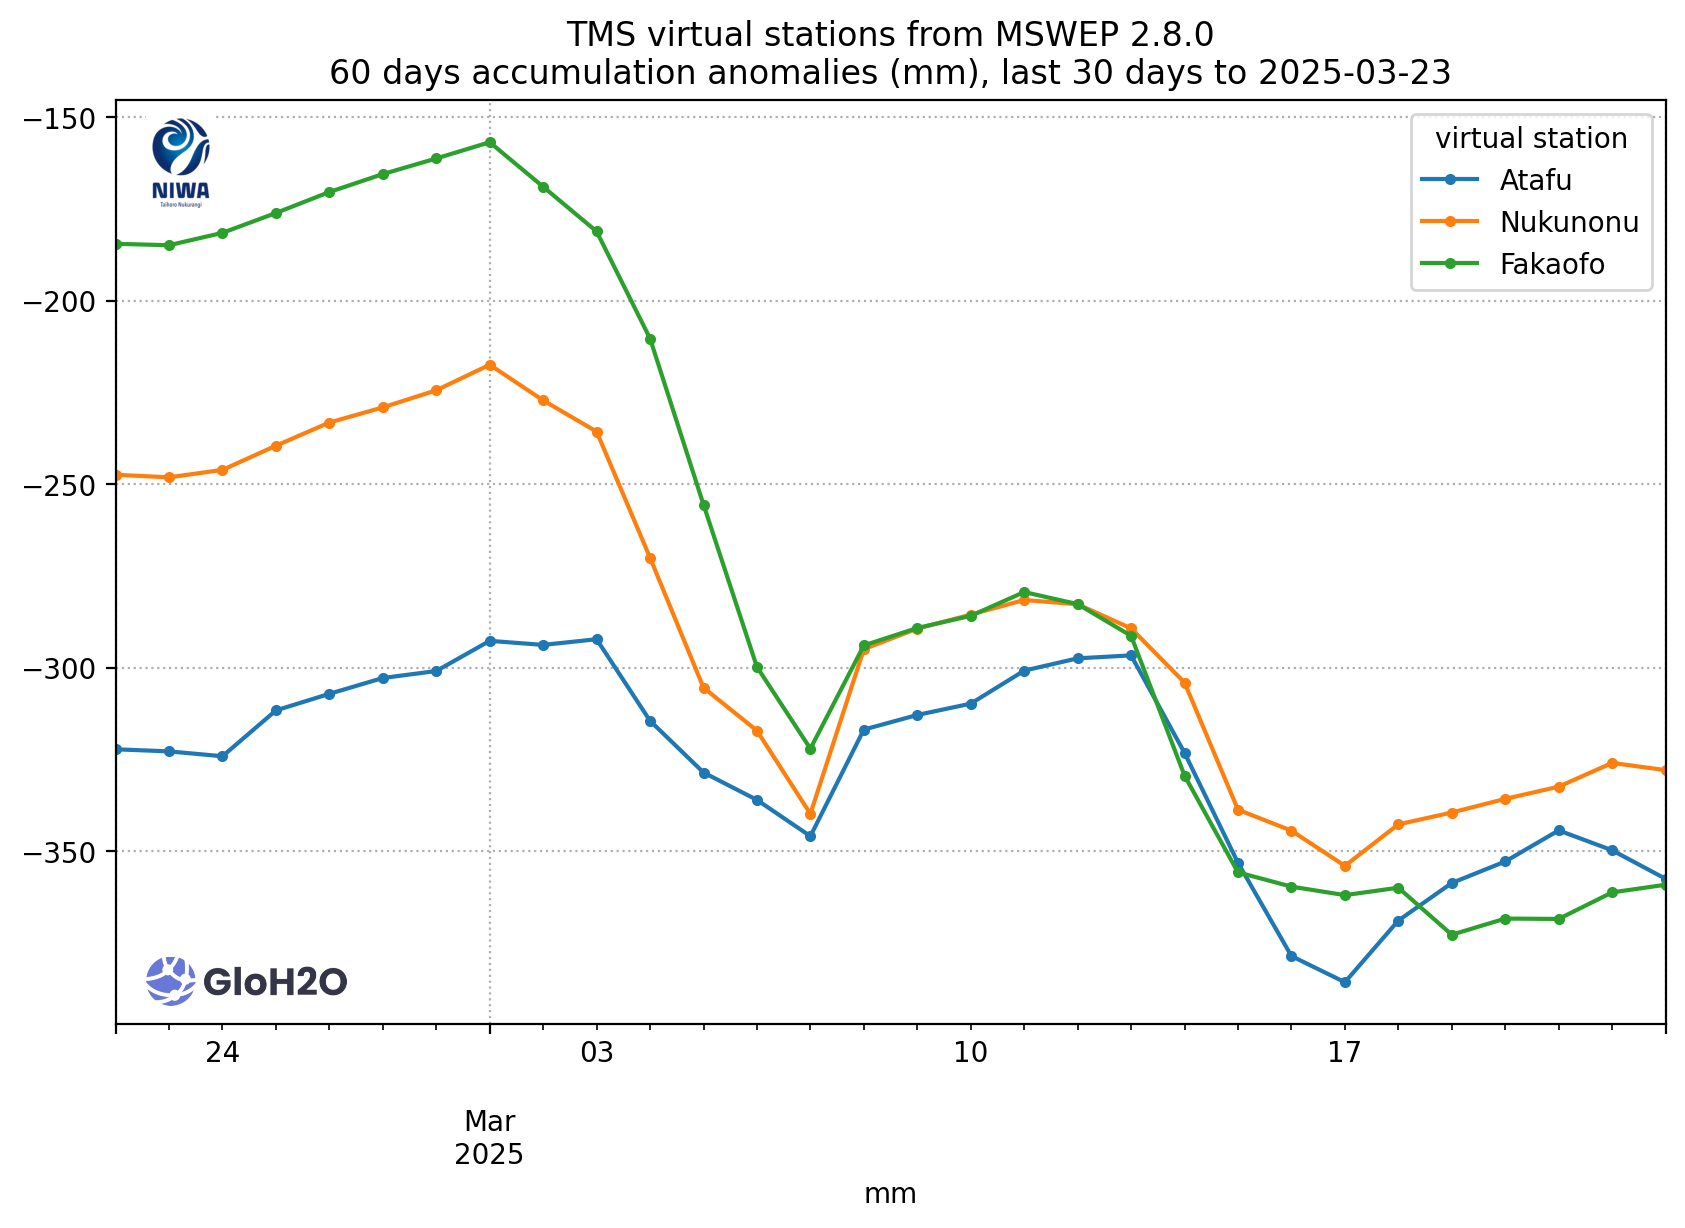 TMS virtual stations from MSWEP 2.8.0
60 days accumulation anomalies (mm), last 30 days to 2025-03-23
−150
−200
−250
−300
−350
NIWA
Taihoro Nukurangi
virtual station
Atafu
Nukunonu
Fakaofo
GloH2O
24
03
10
17
Mar
2025
mm